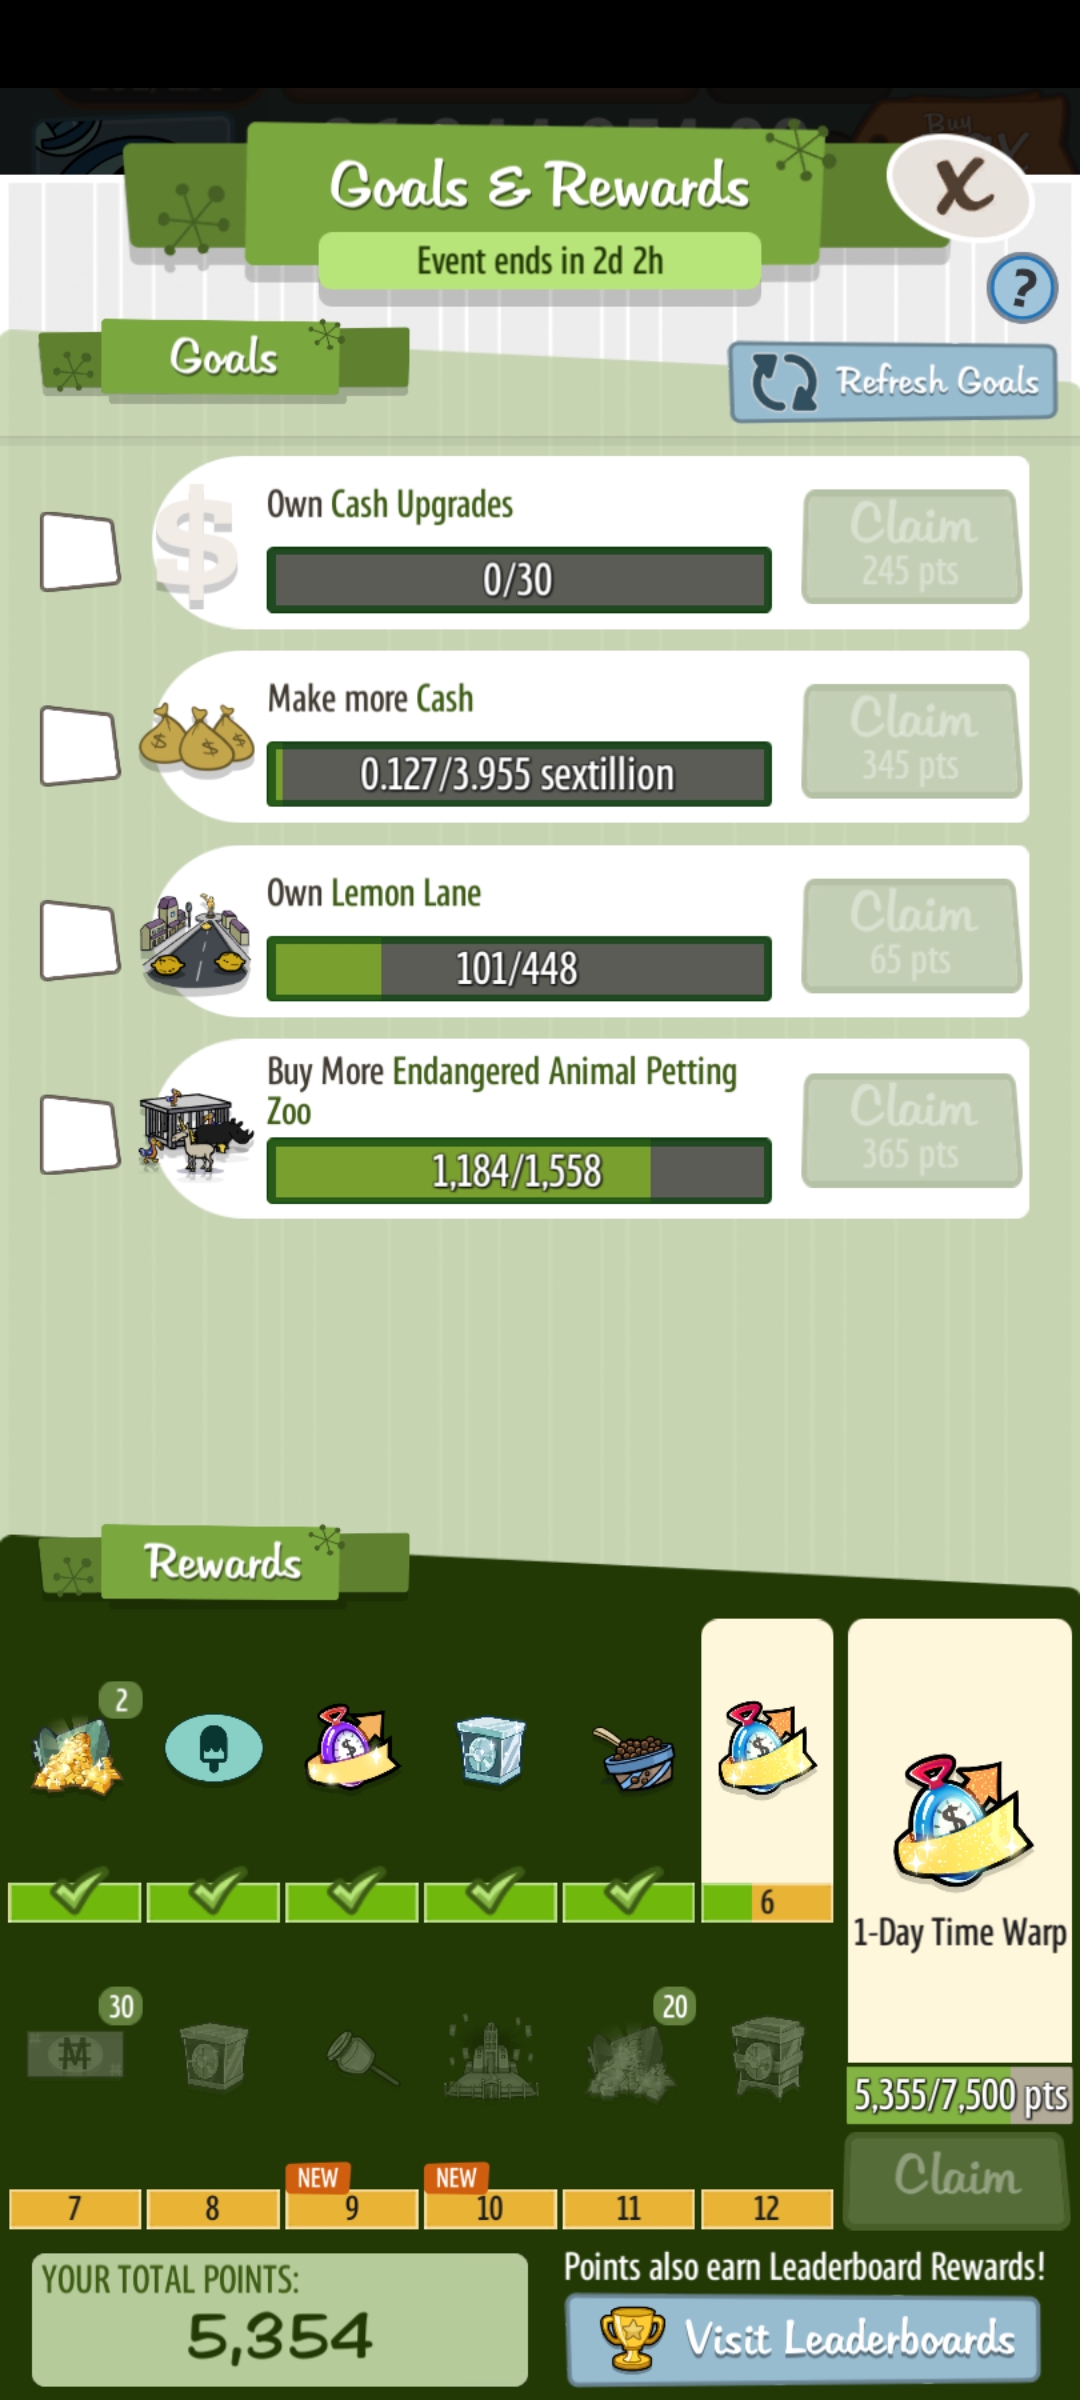 Buy
Goals & Rewards
X
Event ends in 2d 2h
?
Goals
Refresh Goals
Own Cash Upgrades
$
0/30
Claim
245 pts
Make more Cash
0.127/3.955 sextillion
Claim
345 pts
Own Lemon Lane
101/448
Claim
65 pts
Buy More Endangered Animal Petting
Zoo
1,184/1,558
Claim
365 pts
Rewards
2
6
1-Day Time Warp
30
20
5,355/7,500 pts
NEW
NEW
Claim
7
8
9
10
11
12
YOUR TOTAL POINTS:
5,354
Points also earn Leaderboard Rewards!
Visit Leaderboards